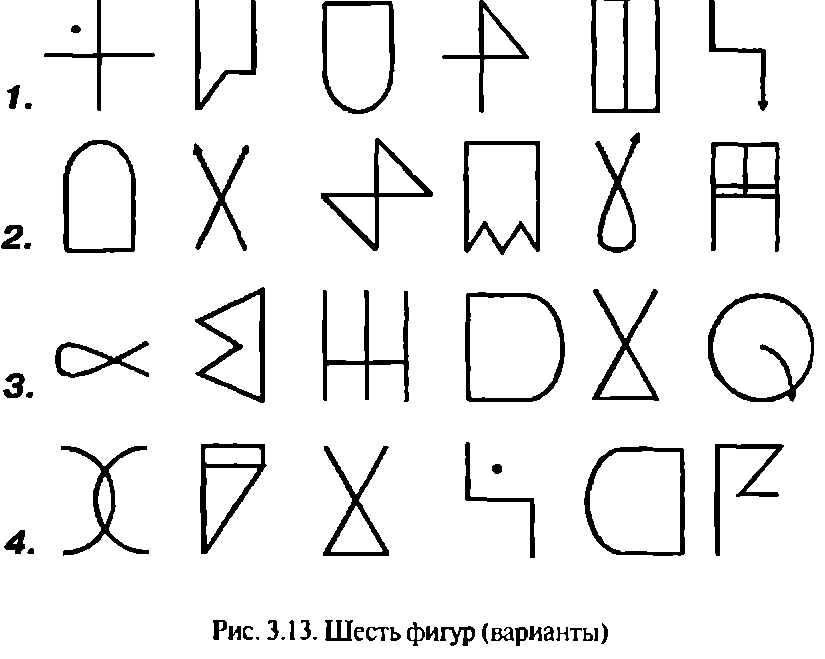 1.
2.
3.
4.
Рис. 3.13. Шесть фигур (варианты)